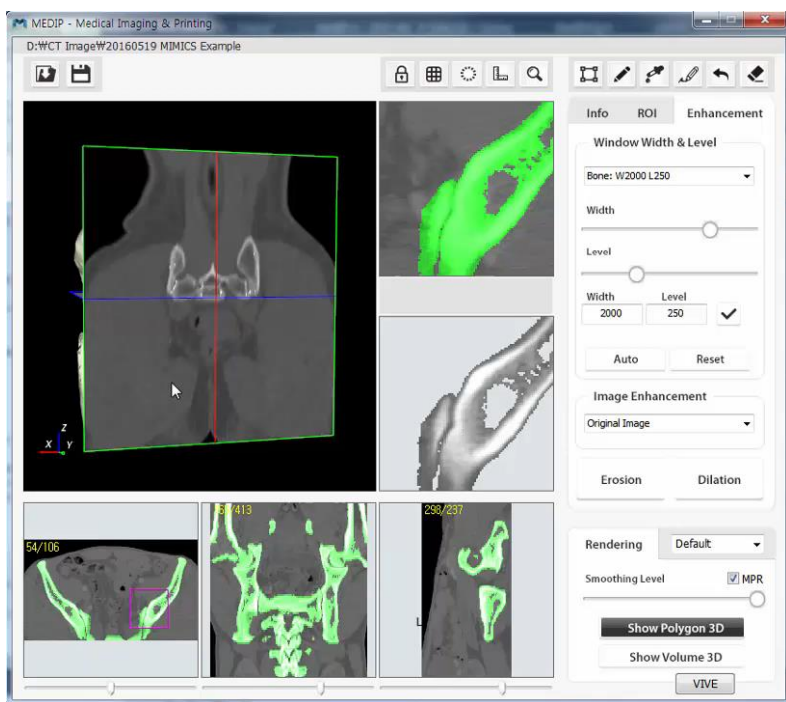 MEDIP - Medical Imaging & Printing
D:₩CT Image₩20160519 MIMICS Example
Info ROI Enhancement
Window Width & Level
Bone: W2000 L250
Width
Level
Width Level
2000 250
Auto Reset
Image Enhancement
Original Image
Erosion Dilation
Rendering Default
Smoothing Level MPR
Show Polygon 3D
Show Volume 3D
VIVE
Z
X Y
54/106
/413
298/237
L